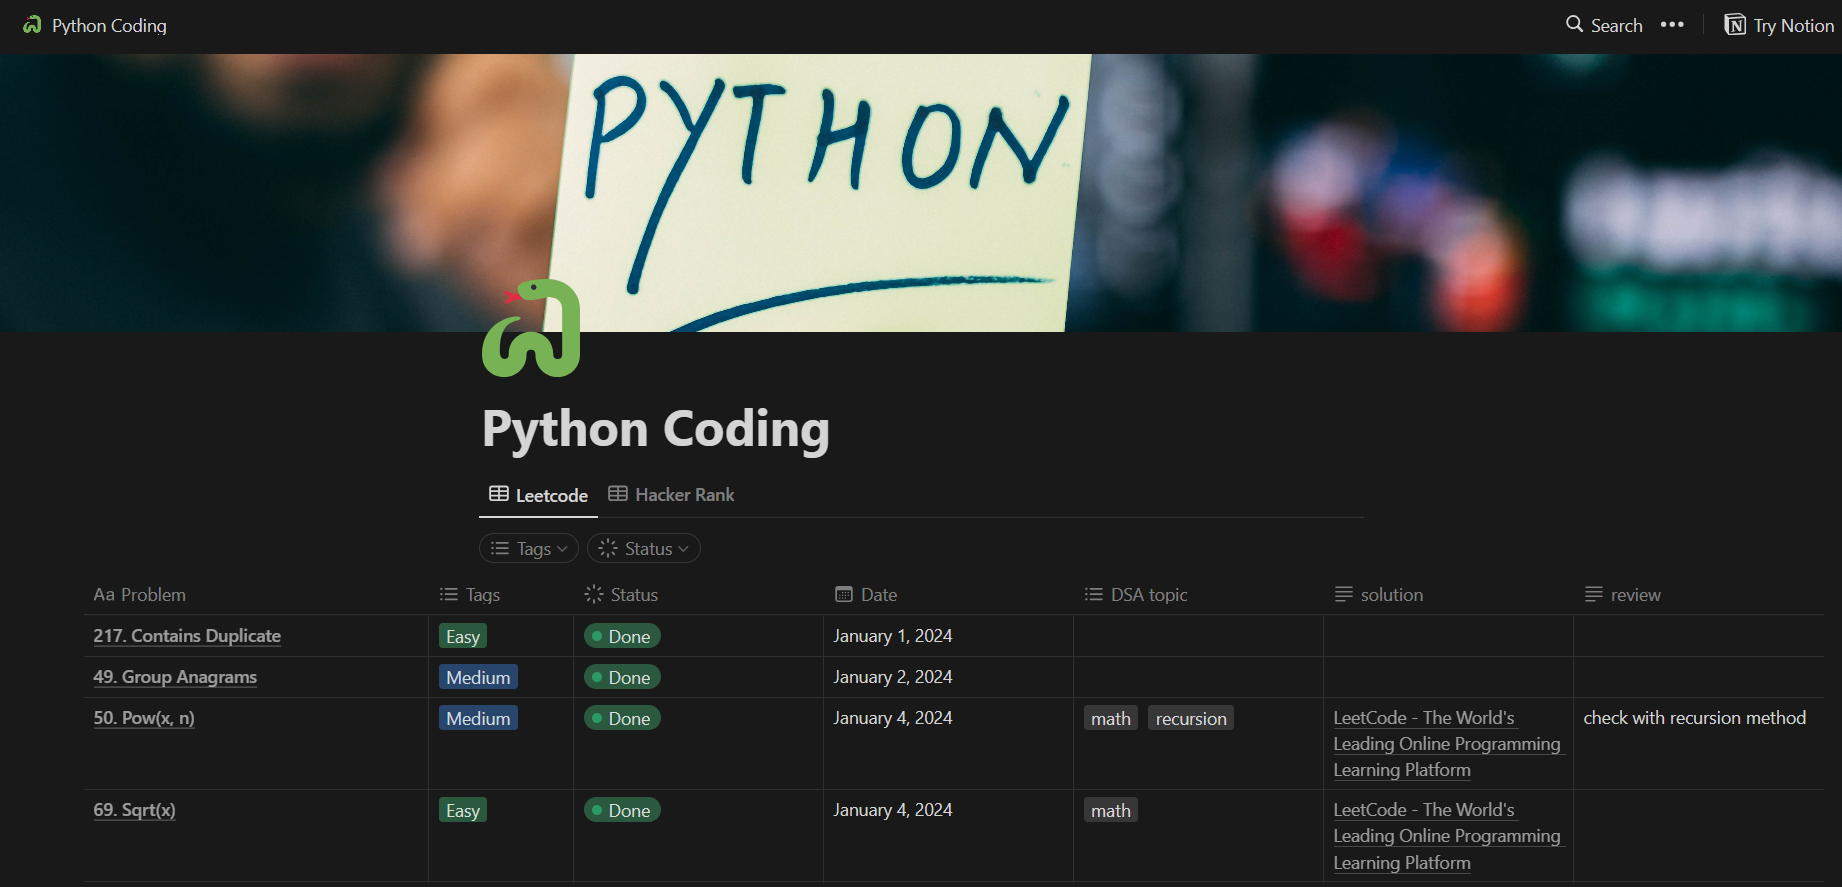 Python Coding
Search ••• Try Notion
PYTHON
Python Coding
Leetcode Hacker Rank
Tags Status
Aa Problem Tags Status Date DSA topic solution review
217. Contains Duplicate Easy Done January 1, 2024
49. Group Anagrams Medium Done January 2, 2024
50. Pow(x, n) Medium Done January 4, 2024 math recursion LeetCode - The World's check with recursion method
Leading Online Programming
Learning Platform
69. Sqrt(x) Easy Done January 4, 2024 math LeetCode - The World's
Leading Online Programming
Learning Platform